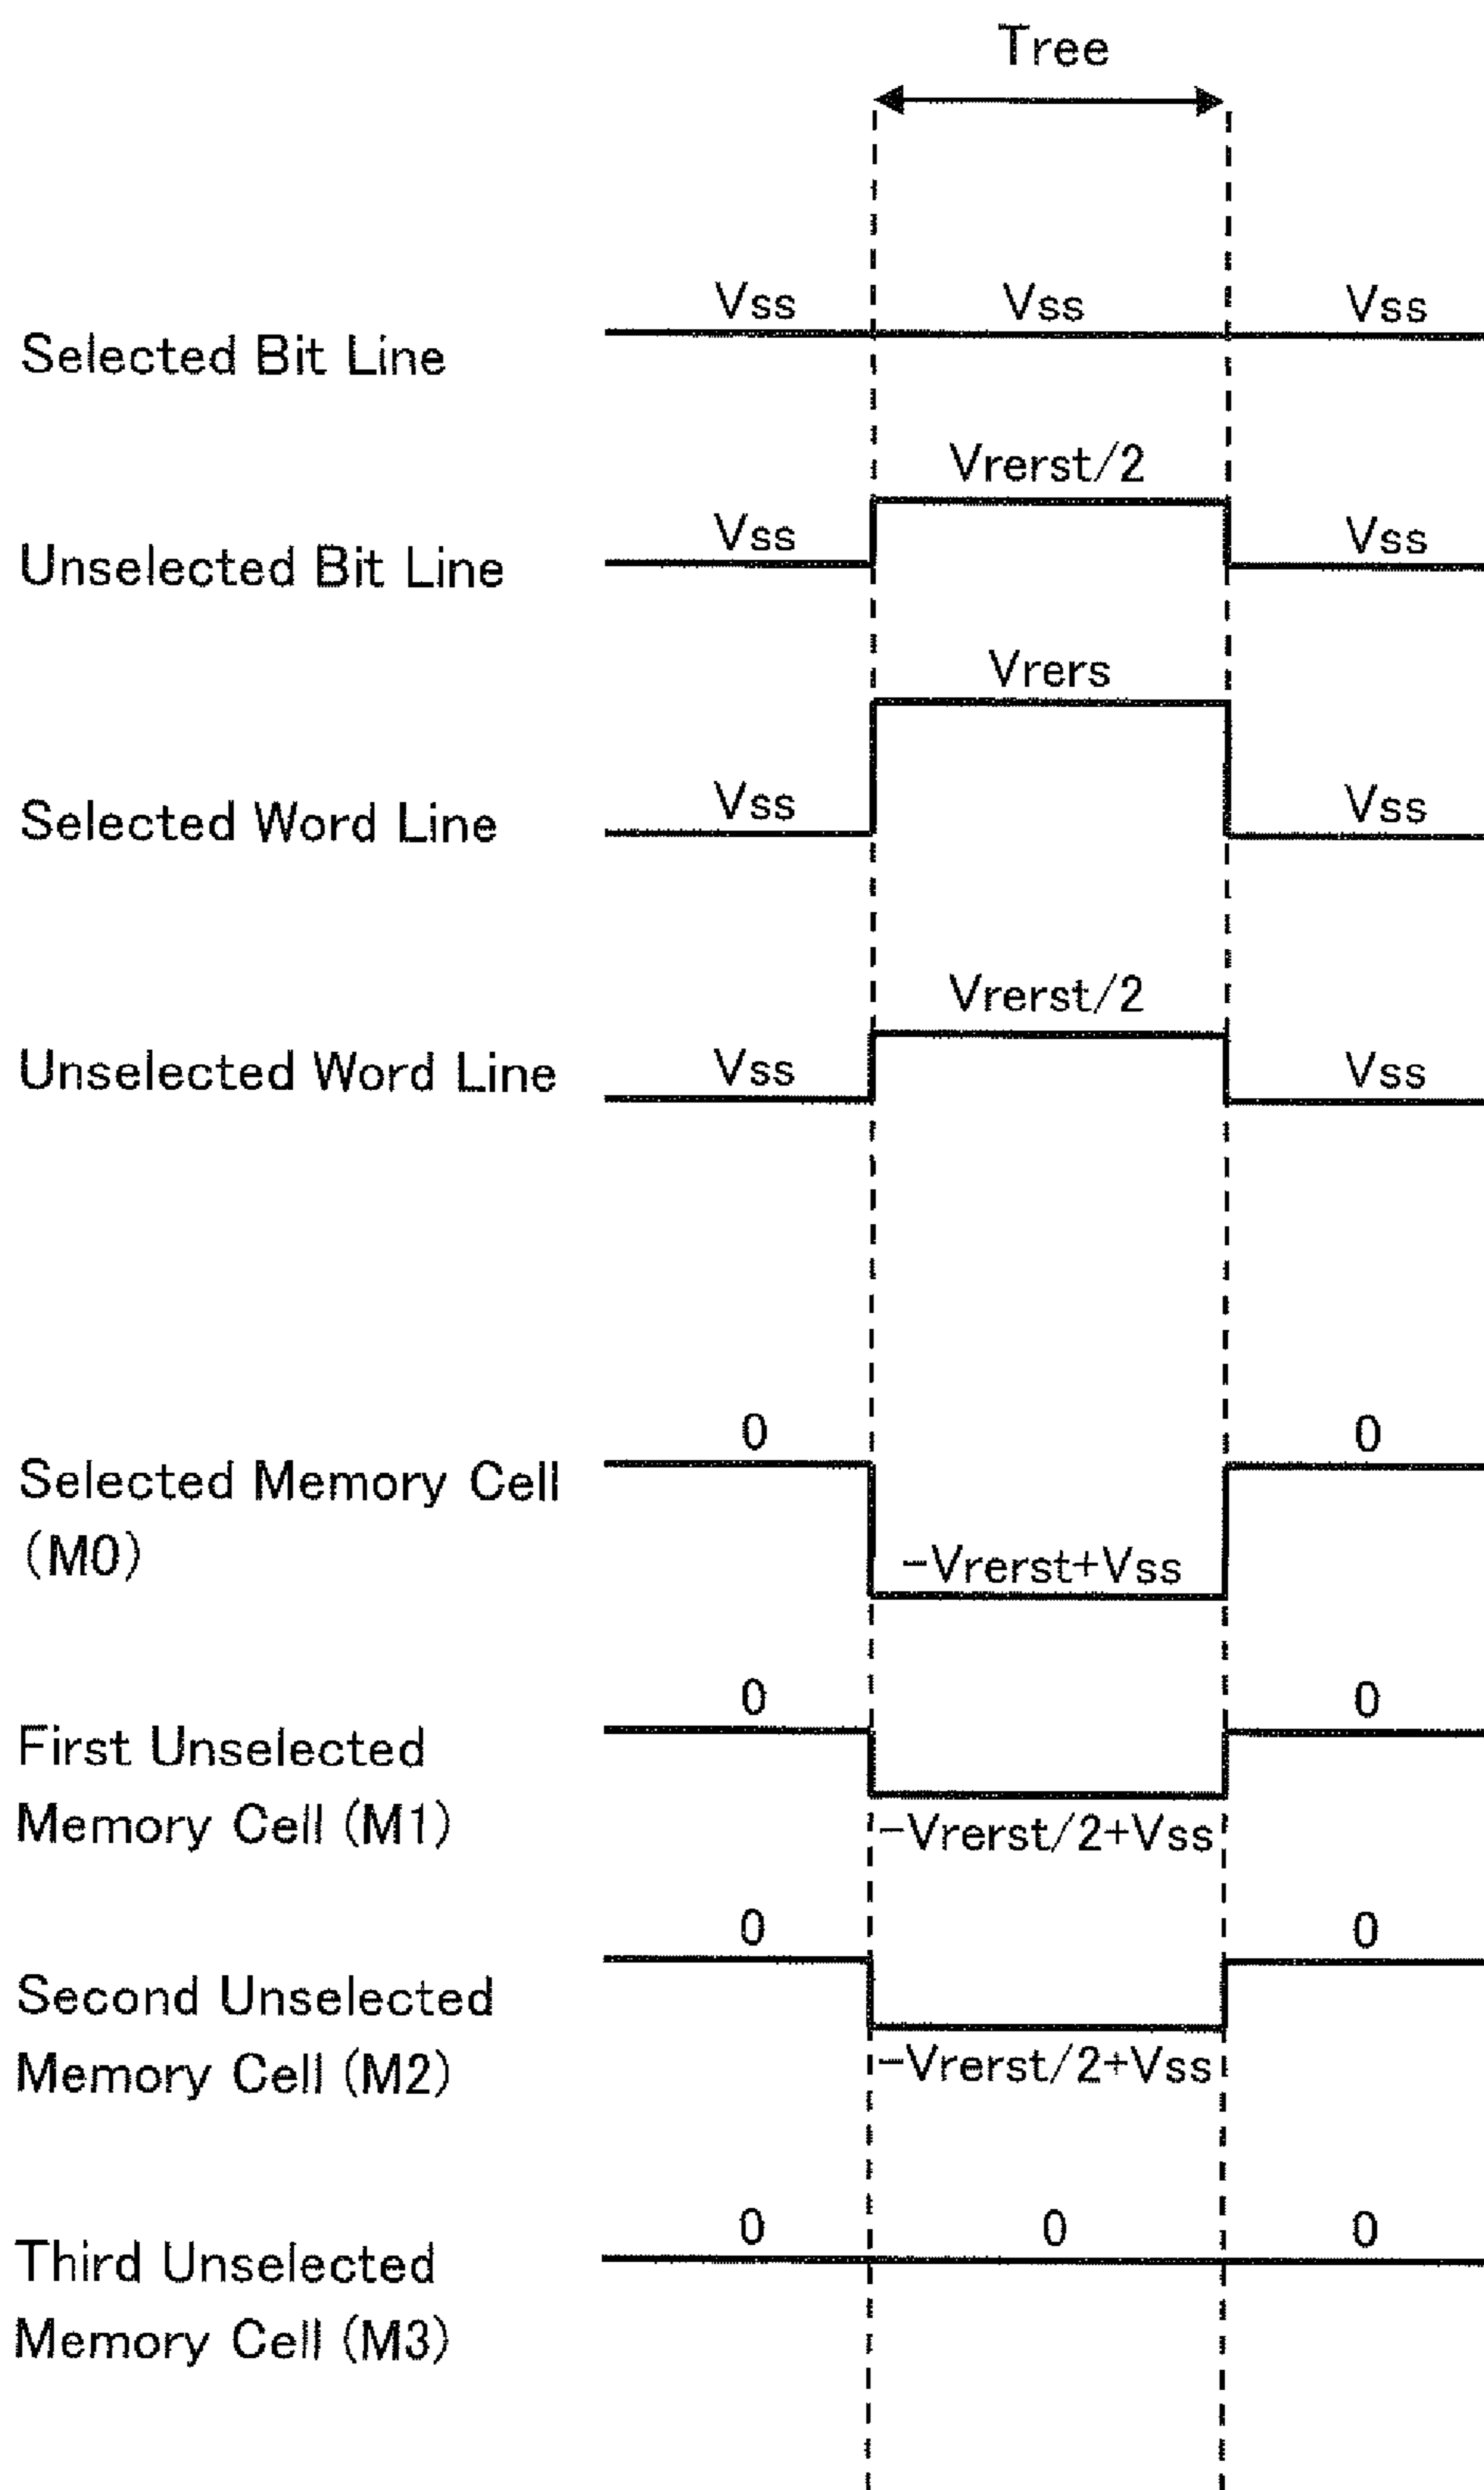 Tree
Vss Vss Vss
Selected Bit Line
Vrerst/2
Vss Vss
Unselected Bit Line
Vrers
Vss Vss
Selected Word Line
Vrerst/2
Vss Vss
Unselected Word Line
0 0
Selected Memory Cell
(M0)
-Vrerst+Vss
0 0
First Unselected
Memory Cell (M1)
-Vrerst/2+Vss
0 0
Second Unselected
Memory Cell (M2)
-Vrerst/2+Vss
0 0 0
Third Unselected
Memory Cell (M3)